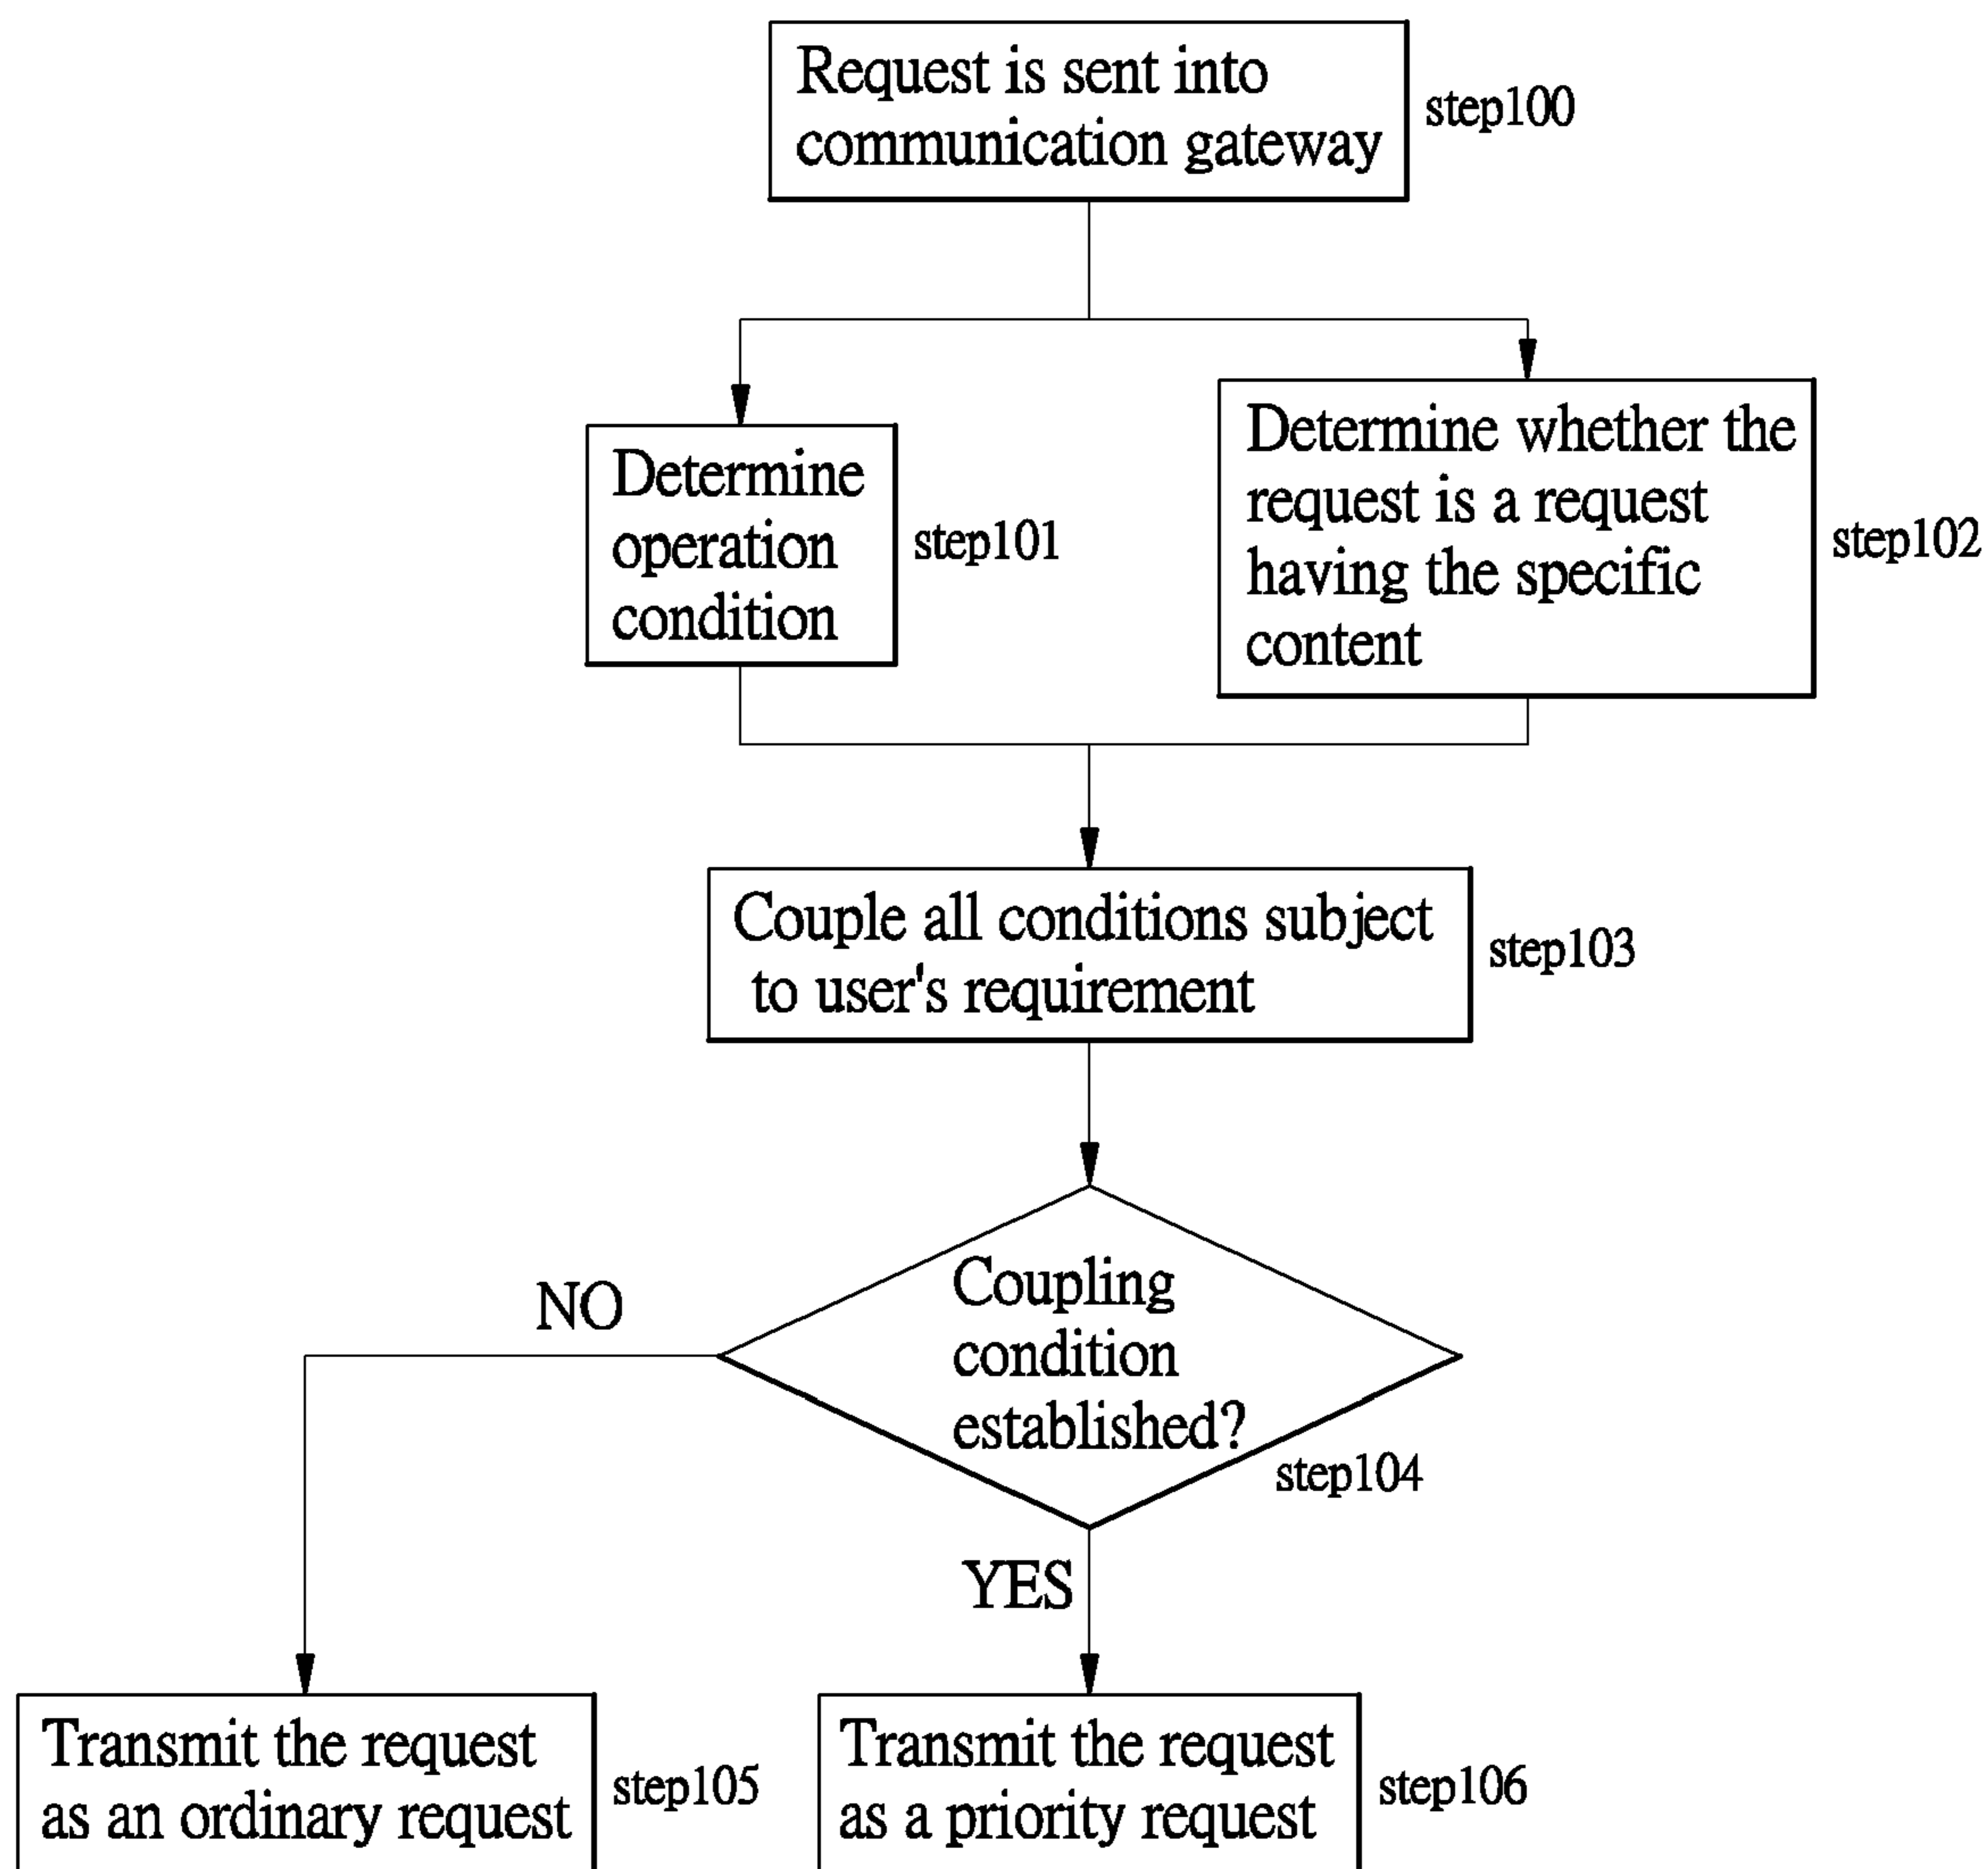 Request is sent into
communication gateway
step100
Determine
operation
condition
step101
Determine whether the
request is a request
having the specific
content
step102
Couple all conditions subject
to user's requirement
step103
Coupling
condition
established?
step104
NO
YES
Transmit the request
as an ordinary request
step105
Transmit the request
as a priority request
step106